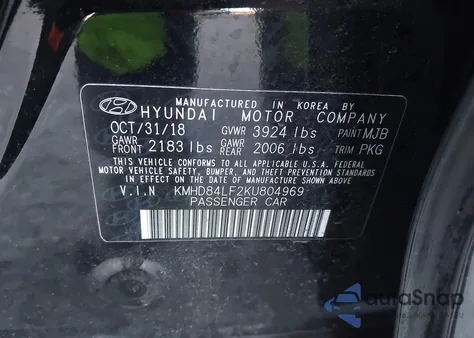 MANUFACTURED IN KOREA BY
HYUNDAI MOTOR COMPANY
OCT/31/18 GVWR 3924 lbs PAINT MJB
GAWR FRONT 2183 lbs GAWR REAR 2006 lbs TRIM PKG
THIS VEHICLE CONFORMS TO ALL APPLICABLE U.S.A. FEDERAL
MOTOR VEHICLE SAFETY, BUMPER, AND THEFT PREVENTION
STANDARDS IN EFFECT ON THE DATE OF MANUFACTURE SHOWN ABOVE.
V.I.N KMHD84LF2KU804969
PASSENGER CAR
autoSnap